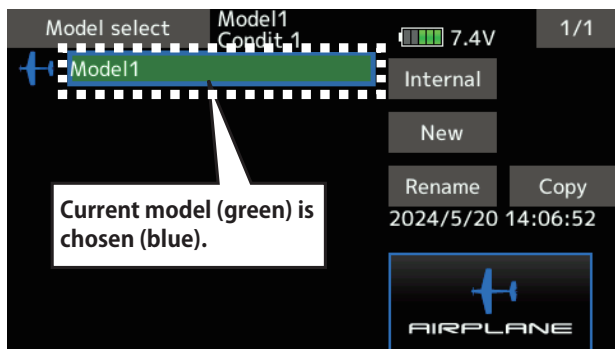 Model select
Model1
Condit 1
7.4V
1/1
Model1
Internal
New
Rename
Copy
Current model (green) is
chosen (blue).
2024/5/20 14:06:52
AIRPLANE